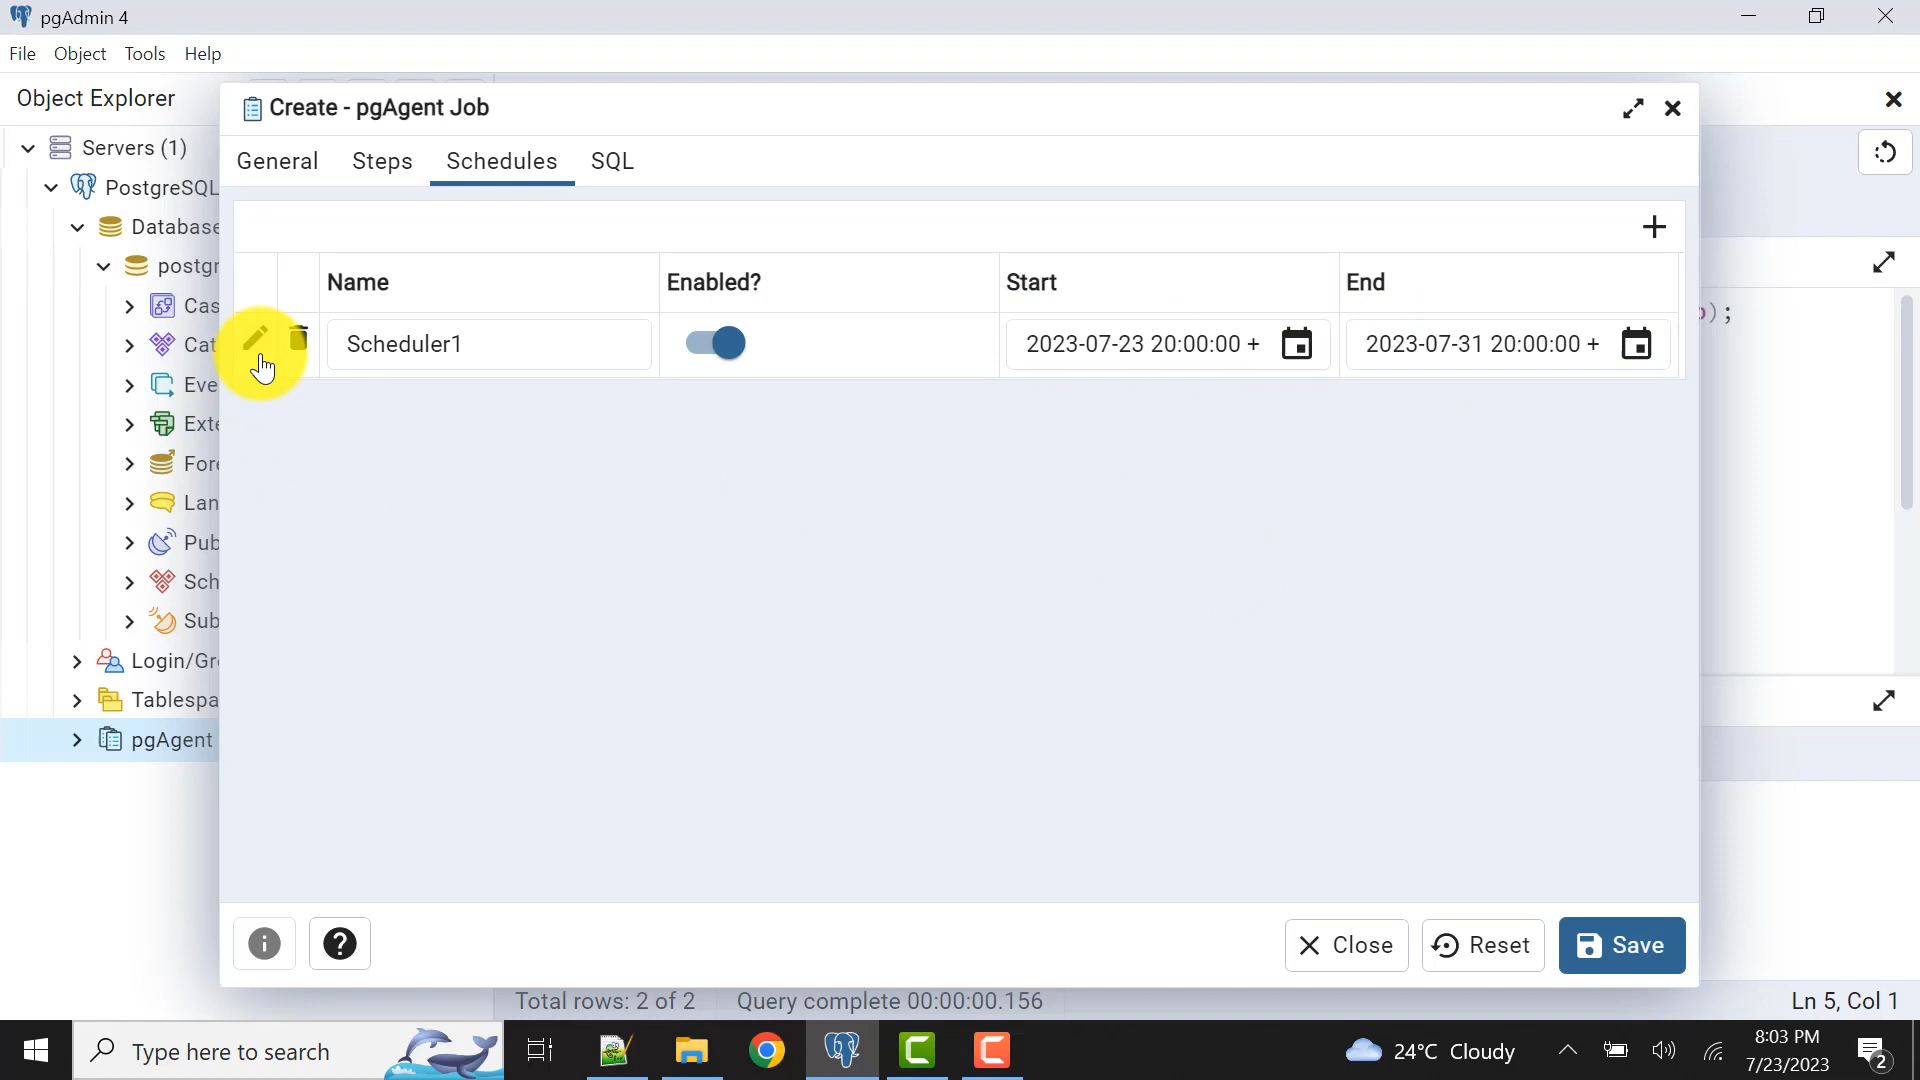 pgAdmin 4
File Object Tools Help
Object Explorer
Servers (1)
PostgreSQL
Database
postgr
Cas
Cat
Eve
Exte
Fore
Lan
Pub
Sch
Sub
Login/Gr
Tablespa
pgAgent
Create - pgAgent Job
General Steps Schedules SQL
Name Enabled? Start End
Scheduler1 2023-07-23 20:00:00 + 2023-07-31 20:00:00 +
);
Close Reset Save
Total rows: 2 of 2 Query complete 00:00:00.156 Ln 5, Col 1
Type here to search
24°C Cloudy
8:03 PM
7/23/2023
2